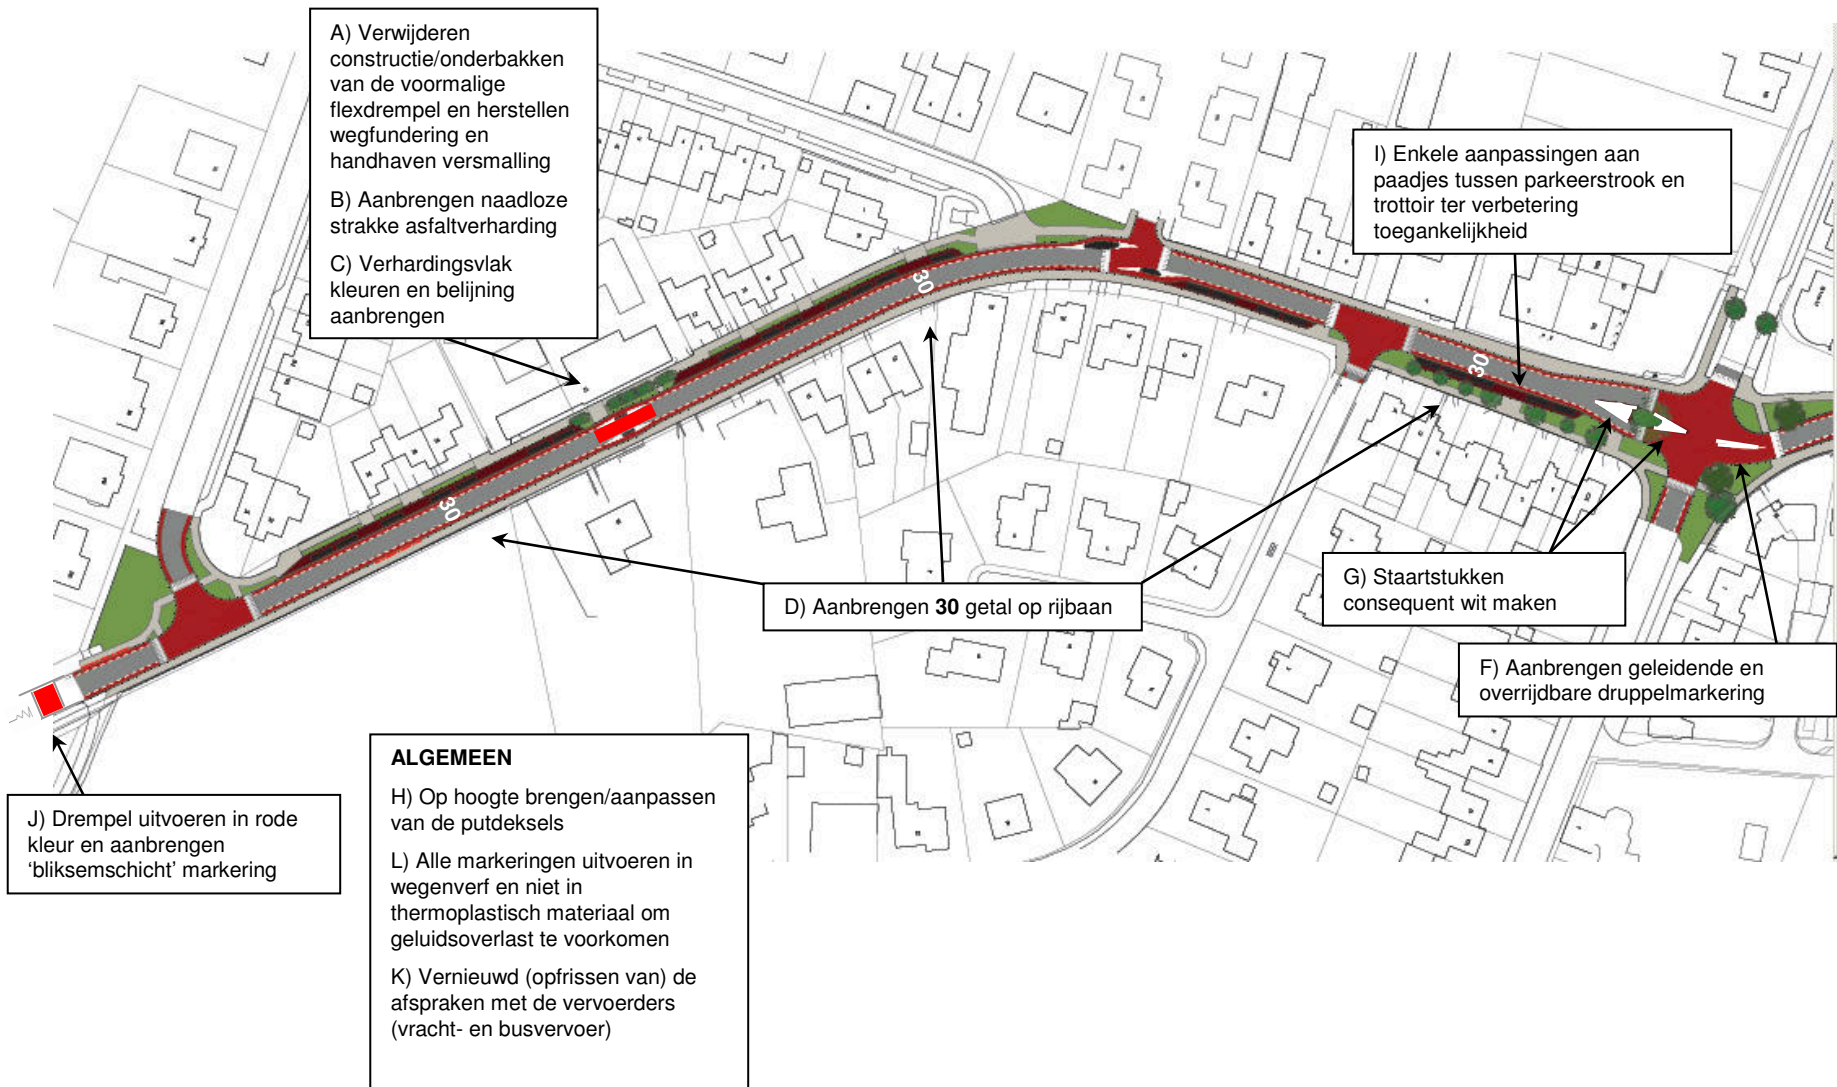 A) Verwijderen
constructie/onderbakken
van de voormalige
flexdrempel en herstellen
wegfundering en
handhaven versmalling
B) Aanbrengen naadloze
strakke asfaltverharding
C) Verhardingsvlak
kleuren en belijning
aanbrengen
I) Enkele aanpassingen aan
paadjes tussen parkeerstrook en
trottoir ter verbetering
toegankelijkheid
30
30
30
D) Aanbrengen 30 getal op rijbaan
G) Staartstukken
consequent wit maken
F) Aanbrengen geleidende en
overrijdbare druppelmarkering
J) Drempel uitvoeren in rode
kleur en aanbrengen
‘bliksemschicht’ markering
ALGEMEEN
H) Op hoogte brengen/aanpassen
van de putdeksels
L) Alle markeringen uitvoeren in
wegenverf en niet in
thermoplastisch materiaal om
geluidsoverlast te voorkomen
K) Vernieuwd (opfrissen van) de
afspraken met de vervoerders
(vracht- en busvervoer)